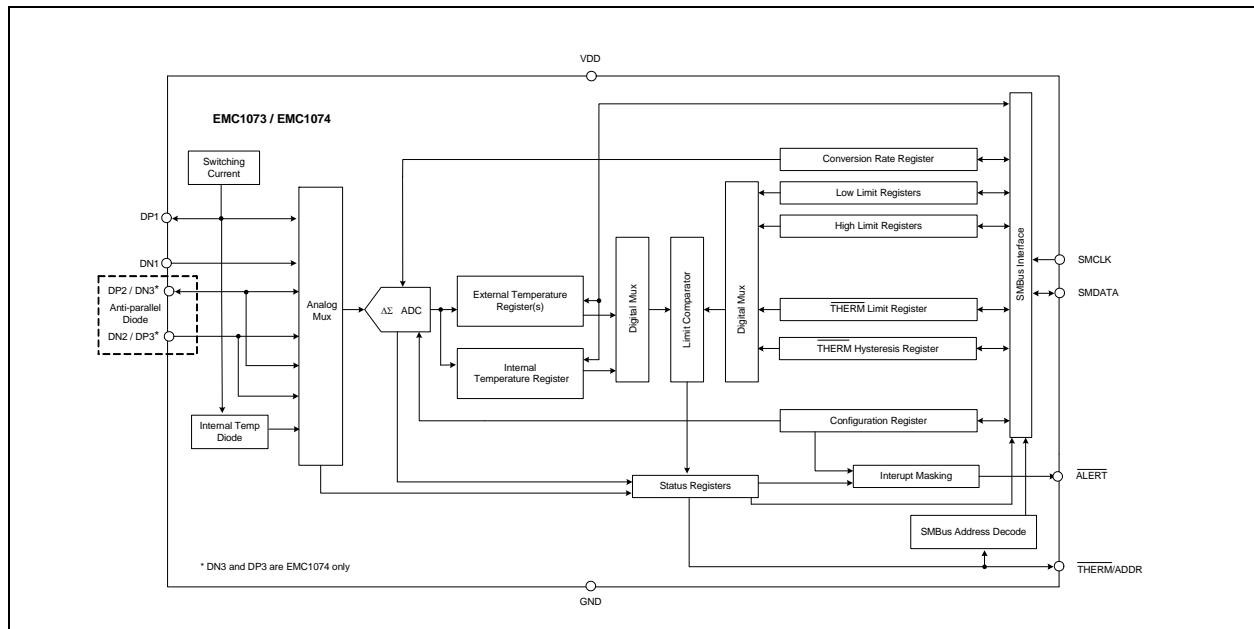 VDD
EMC1073 / EMC1074
Switching
Current
Conversion Rate Register
Low Limit Registers
High Limit Registers
DP1
DN1
DP2 / DN3*
Anti-parallel
Diode
DN2 / DP3*
Analog
Mux
ΔΣ ADC
External Temperature
Register(s)
Internal
Temperature Register
Digital Mux
Limit Comparator
Digital Mux
SMBus Interface
SMCLK
SMDATA
THERM Limit Register
THERM Hysteresis Register
Internal Temp
Diode
Configuration Register
Status Registers
Interupt Masking
ALERT
SMBus Address Decode
* DN3 and DP3 are EMC1074 only
THERM/ADDR
GND